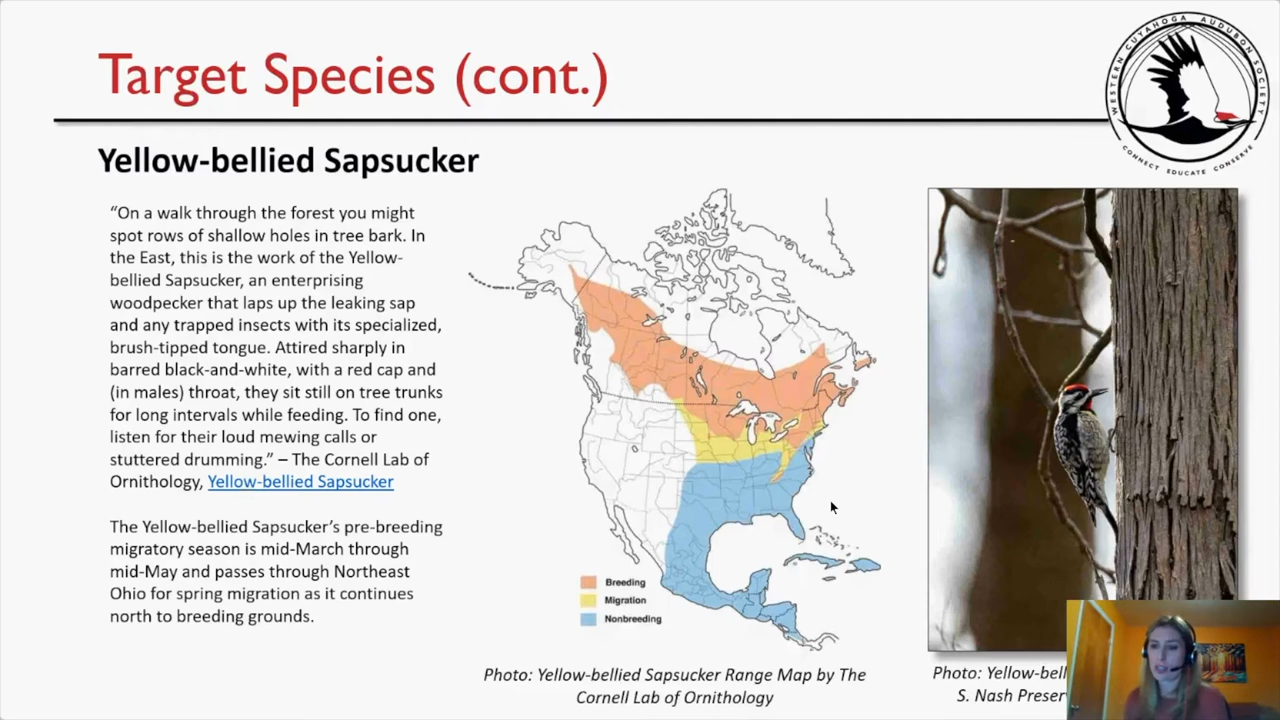 Target Species (cont.)
WESTERN CUYAHOGA AUDUBON SOCIETY
CONNECT EDUCATE CONSERVE
Yellow-bellied Sapsucker
“On a walk through the forest you might
spot rows of shallow holes in tree bark. In
the East, this is the work of the Yellow-
bellied Sapsucker, an enterprising
woodpecker that laps up the leaking sap
and any trapped insects with its specialized,
brush-tipped tongue. Attired sharply in
barred black-and-white, with a red cap and
(in males) throat, they sit still on tree trunks
for long intervals while feeding. To find one,
listen for their loud mewing calls or
stuttered drumming.” – The Cornell Lab of
Ornithology, Yellow-bellied Sapsucker
The Yellow-bellied Sapsucker’s pre-breeding
migratory season is mid-March through
mid-May and passes through Northeast
Ohio for spring migration as it continues
north to breeding grounds.
Breeding
Migration
Nonbreeding
Photo: Yellow-bellied Sapsucker Range Map by The
Cornell Lab of Ornithology
Photo: Yellow-bell
S. Nash Preser